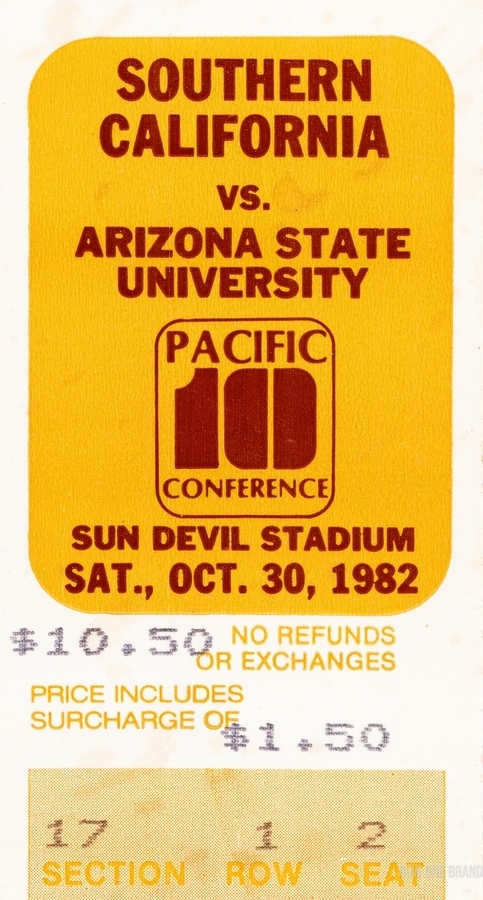 SOUTHERN
CALIFORNIA
VS.
ARIZONA STATE
UNIVERSITY
PACIFIC
10
CONFERENCE
SUN DEVIL STADIUM
SAT., OCT. 30, 1982
$10.50 NO REFUNDS
OR EXCHANGES
PRICE INCLUDES
SURCHARGE OF $1.50
17 1 2
SECTION ROW SEAT
BRAND